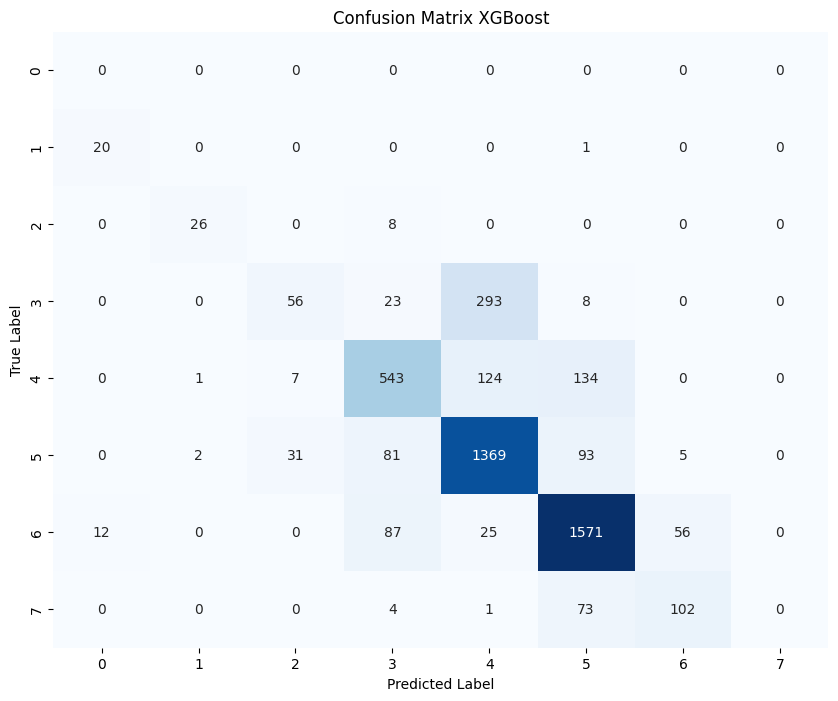 Confusion Matrix XGBoost
0 0 0 0 0 0 0 0 0
1 20 0 0 0 0 1 0 0
2 0 26 0 8 0 0 0 0
3 0 0 56 23 293 8 0 0
4 0 1 7 543 124 134 0 0
5 0 2 31 81 1369 93 5 0
6 12 0 0 87 25 1571 56 0
7 0 0 0 4 1 73 102 0
True Label
0 1 2 3 4 5 6 7
Predicted Label